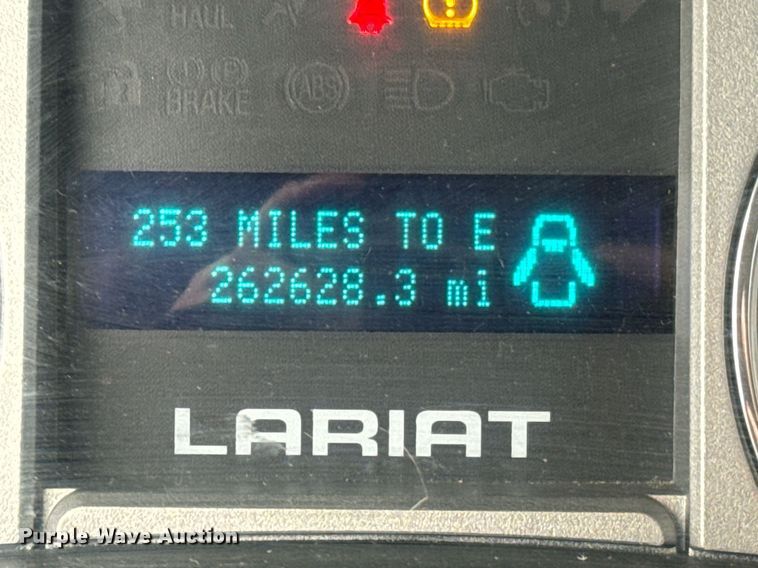 HAUL
BRAKE
ABS
253 MILES TO E
262628.3 mi
LARIAT
Purple Wave Auction